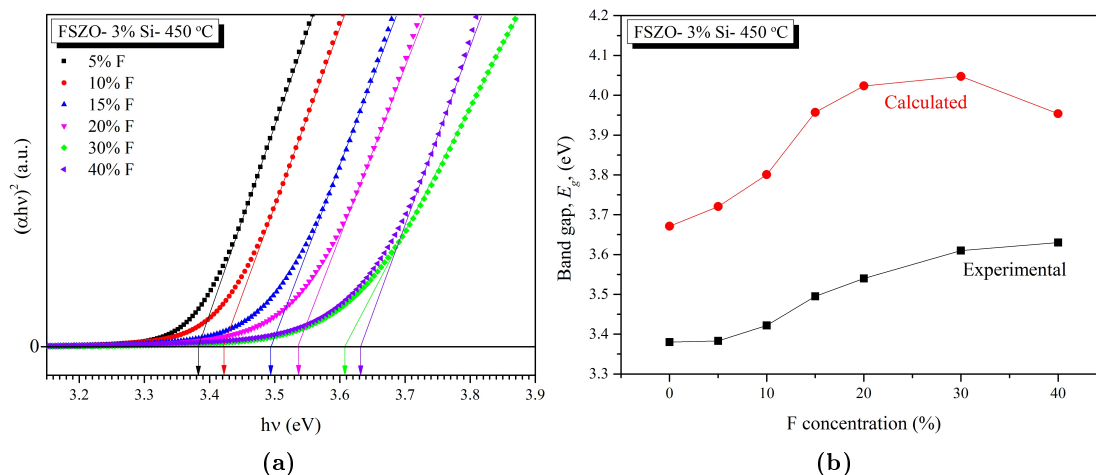 FSZO- 3% Si- 450 °C
5% F
10% F
15% F
20% F
30% F
40% F
(αhν)² (a.u.)
0
3.2 3.3 3.4 3.5 3.6 3.7 3.8 3.9
hν (eV)
(a)
FSZO- 3% Si- 450 °C
4.2
4.1
4.0
3.9
3.8
3.7
3.6
3.5
3.4
3.3
Band gap, E_g, (eV)
Calculated
Experimental
0 10 20 30 40
F concentration (%)
(b)